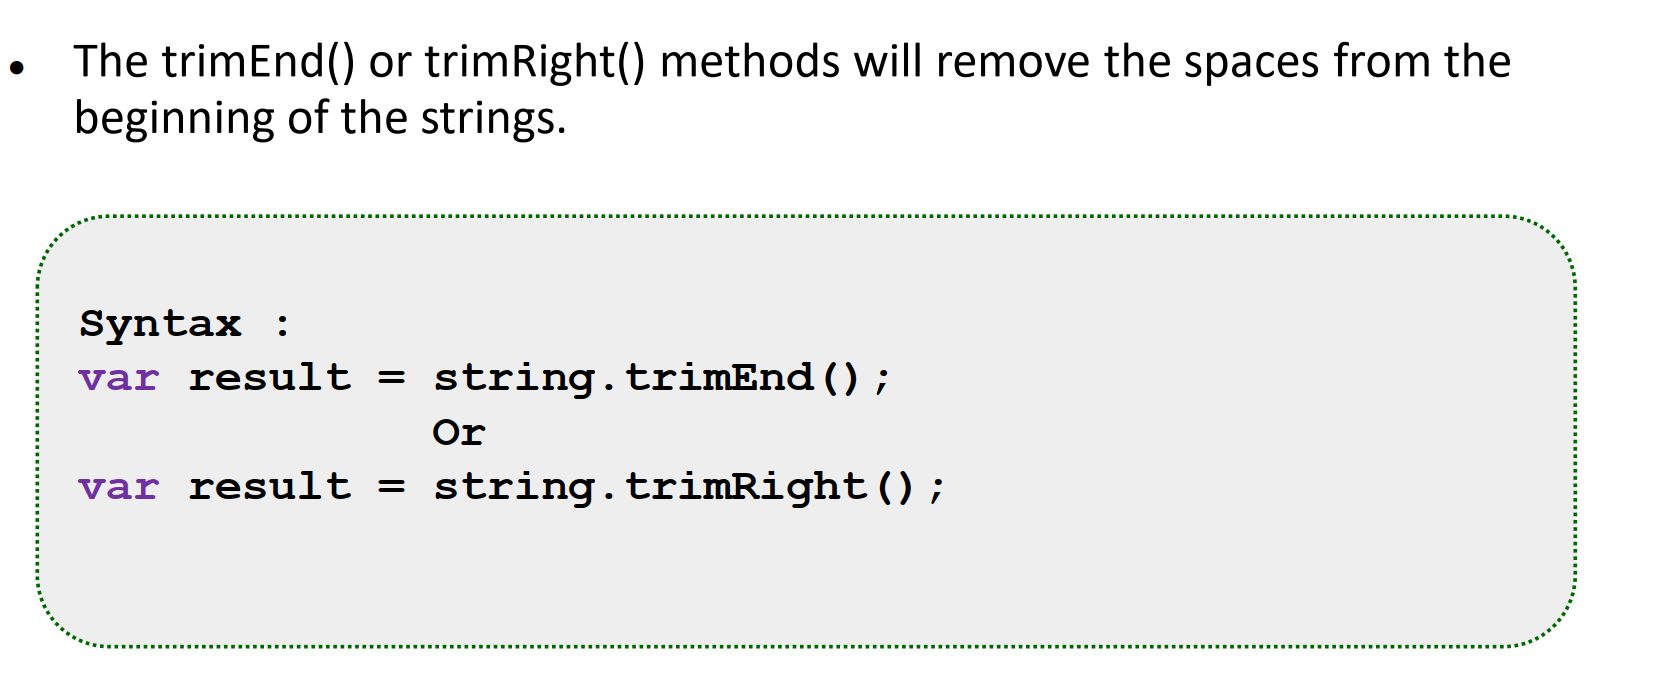 • The trimEnd() or trimRight() methods will remove the spaces from the
beginning of the strings.
Syntax :
var result = string.trimEnd();
Or
var result = string.trimRight();